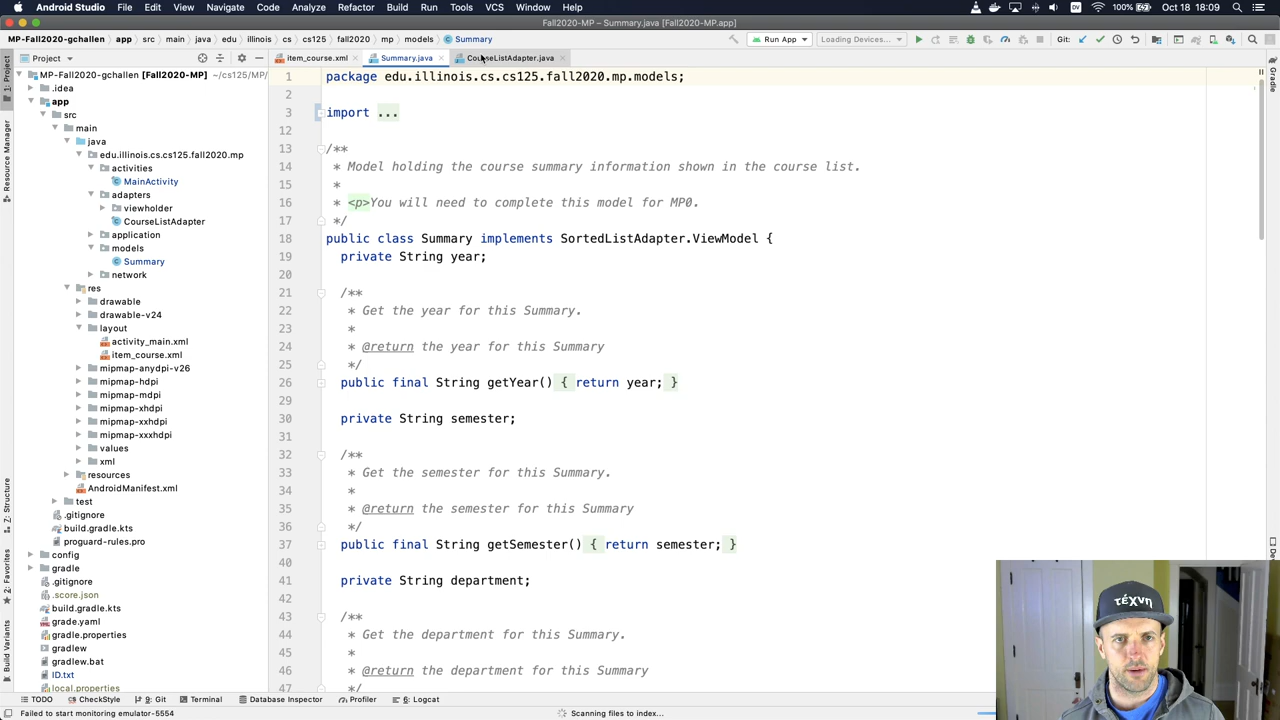 Android Studio File Edit View Navigate Code Analyze Refactor Build Run Tools VCS Window Help 100% Oct 18 18:09
Fall2020-MP – Summary.java [Fall2020-MP.app]
MP-Fall2020-gchallen app src main java edu illinois cs cs125 fall2020 mp models Summary Run App Loading Devices... Git:
Project item_course.xml Summary.java CourseListAdapter.java
1: Project
Resource Manager
Z: Structure
2: Favorites
Build Variants
Gradle
MP-Fall2020-gchallen [Fall2020-MP]
.idea
app
src
main
java
edu.illinois.cs.cs125.fall2020.mp
activities
MainActivity
adapters
viewholder
CourseListAdapter
application
models
Summary
network
res
drawable
drawable-v24
layout
activity_main.xml
item_course.xml
mipmap-anydpi-v26
mipmap-hdpi
mipmap-mdpi
mipmap-xhdpi
mipmap-xxhdpi
mipmap-xxxhdpi
values
xml
resources
AndroidManifest.xml
test
.gitignore
build.gradle.kts
proguard-rules.pro
config
gradle
.gitignore
.score.json
build.gradle.kts
grade.yaml
gradle.properties
gradlew
gradlew.bat
ID.txt
local.properties
1 package edu.illinois.cs.cs125.fall2020.mp.models;
2
3 import ...
12
13 /**
14 * Model holding the course summary information shown in the course list.
15 *
16 * <p>You will need to complete this model for MP0.
17 */
18 public class Summary implements SortedListAdapter.ViewModel {
19 private String year;
20
21 /**
22 * Get the year for this Summary.
23 *
24 * @return the year for this Summary
25 */
26 public final String getYear() { return year; }
29
30 private String semester;
31
32 /**
33 * Get the semester for this Summary.
34 *
35 * @return the semester for this Summary
36 */
37 public final String getSemester() { return semester; }
40
41 private String department;
42
43 /**
44 * Get the department for this Summary.
45 *
46 * @return the department for this Summary
47
τέχνη
TODO CheckStyle 9: Git Terminal Database Inspector Profiler 6: Logcat
Failed to start monitoring emulator-5554 Scanning files to index...